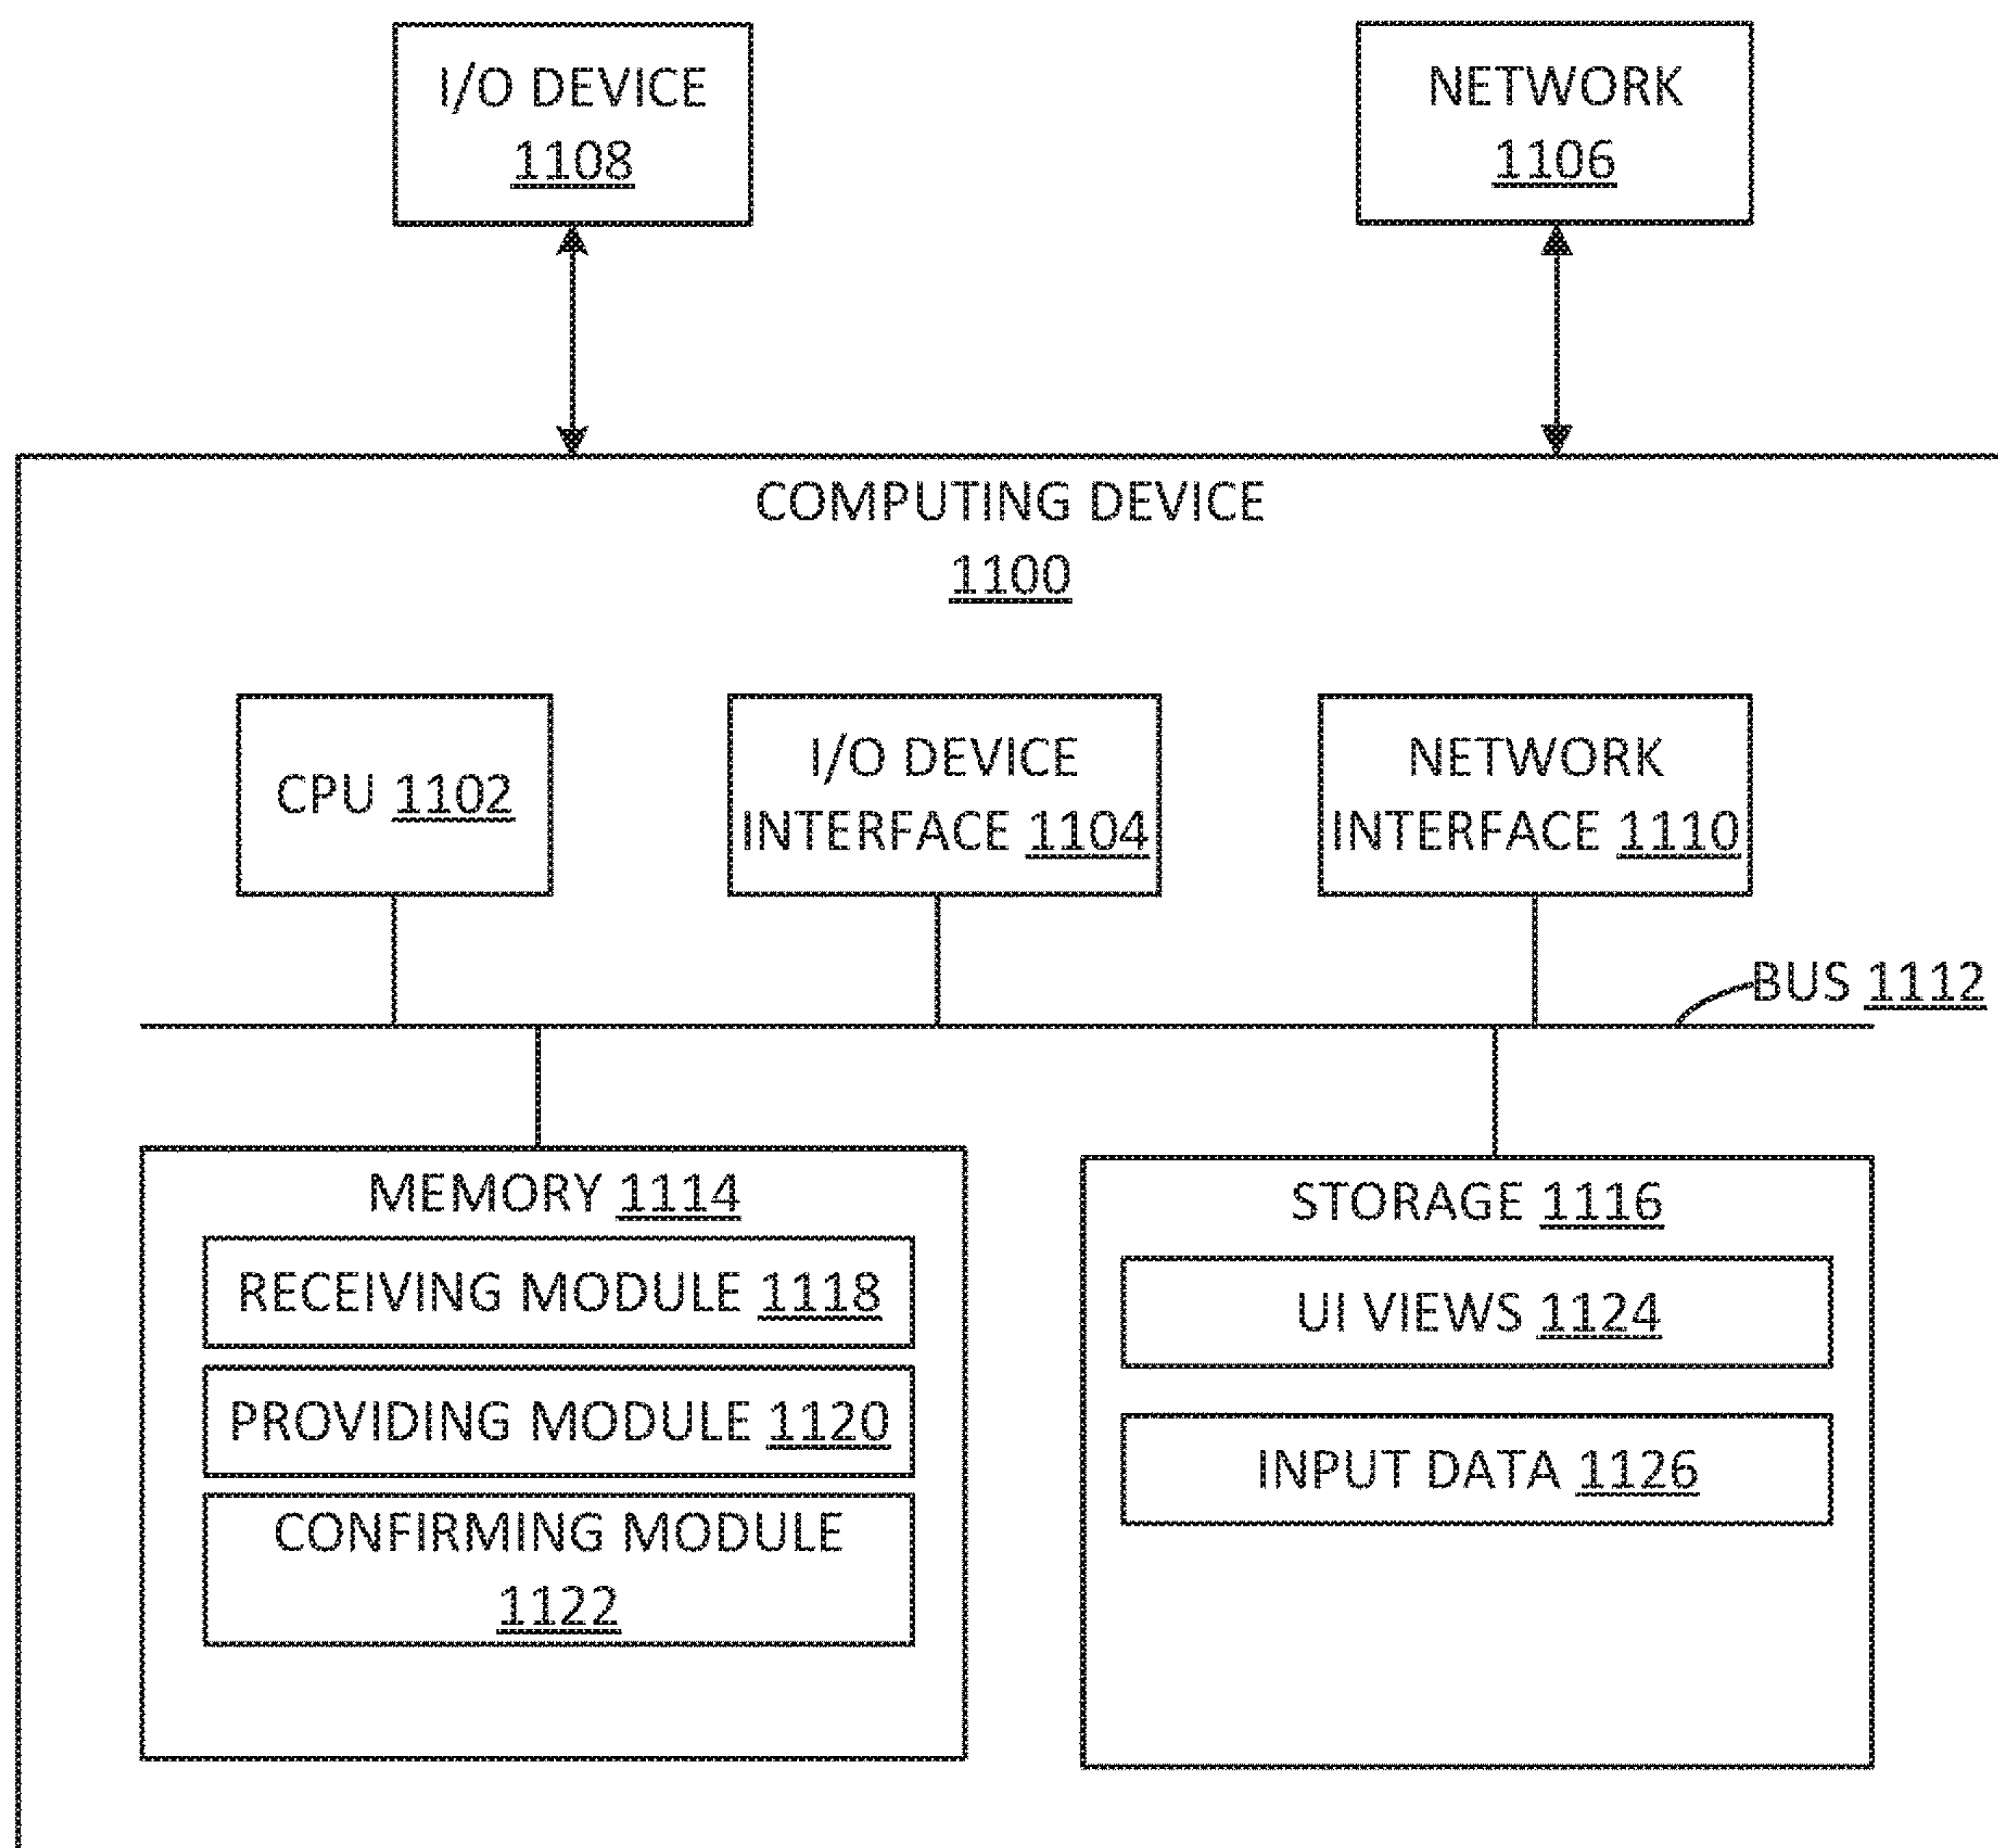 I/O DEVICE
1108
NETWORK
1106
COMPUTING DEVICE
1100
CPU 1102
I/O DEVICE
INTERFACE 1104
NETWORK
INTERFACE 1110
BUS 1112
MEMORY 1114
RECEIVING MODULE 1118
PROVIDING MODULE 1120
CONFIRMING MODULE
1122
STORAGE 1116
UI VIEWS 1124
INPUT DATA 1126